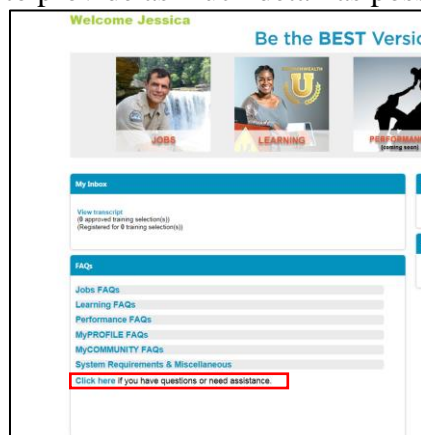 Welcome Jessica
Be the BEST Versi
COMMONWEALTH
U
JOBS
LEARNING
PERFORMAN
(coming soon)
My Inbox
View transcript
(0 approved training selection(s))
(Registered for 0 training selection(s))
FAQs
Jobs FAQs
Learning FAQs
Performance FAQs
MyPROFILE FAQs
MyCOMMUNITY FAQs
System Requirements & Miscellaneous
Click here if you have questions or need assistance.